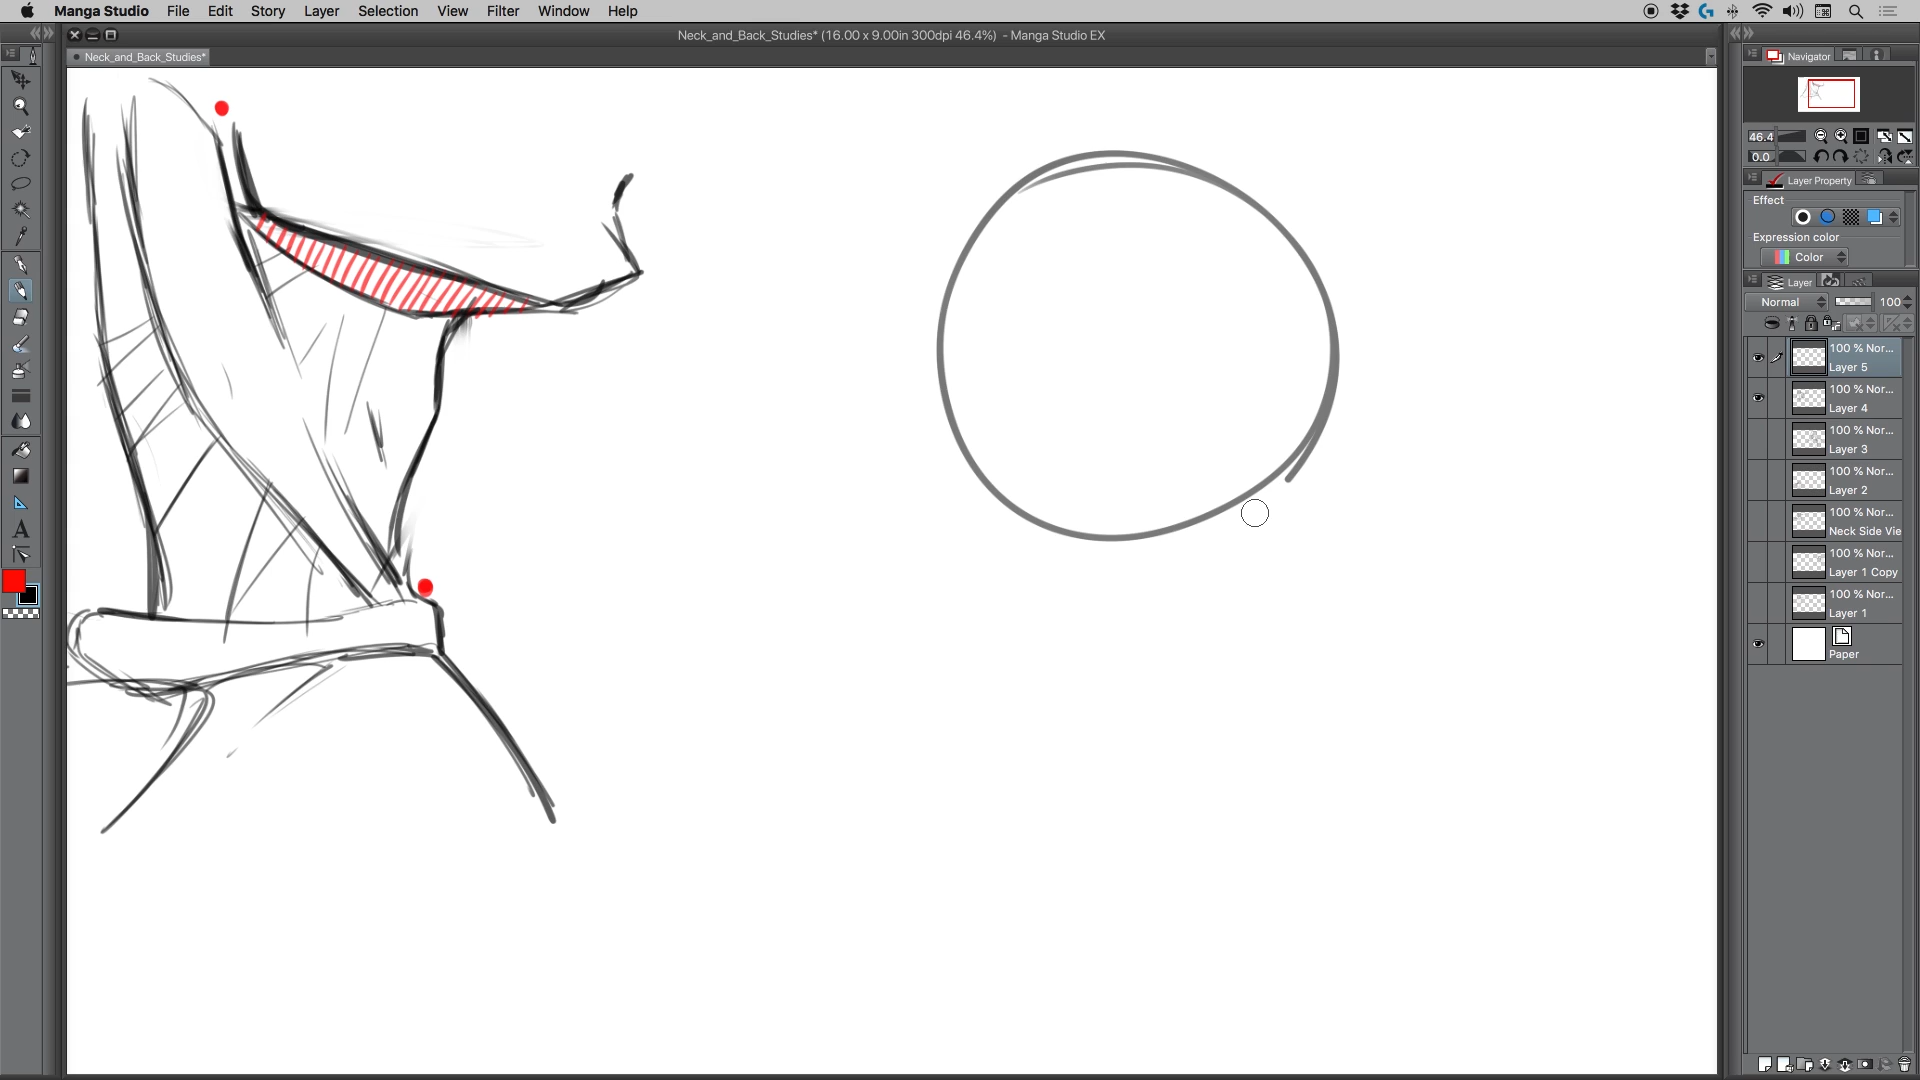 Manga Studio File Edit Story Layer Selection View Filter Window Help
Neck_and_Back_Studies* (16.00 x 9.00in 300dpi 46.4%) - Manga Studio EX
Neck_and_Back_Studies*
Navigator
46.4
0.0
Layer Property
Effect
Expression color
Color
Layer
Normal 100
100 % Nor...
Layer 5
100 % Nor...
Layer 4
100 % Nor...
Layer 3
100 % Nor...
Layer 2
100 % Nor...
Neck Side Vie
100 % Nor...
Layer 1 Copy
100 % Nor...
Layer 1
Paper